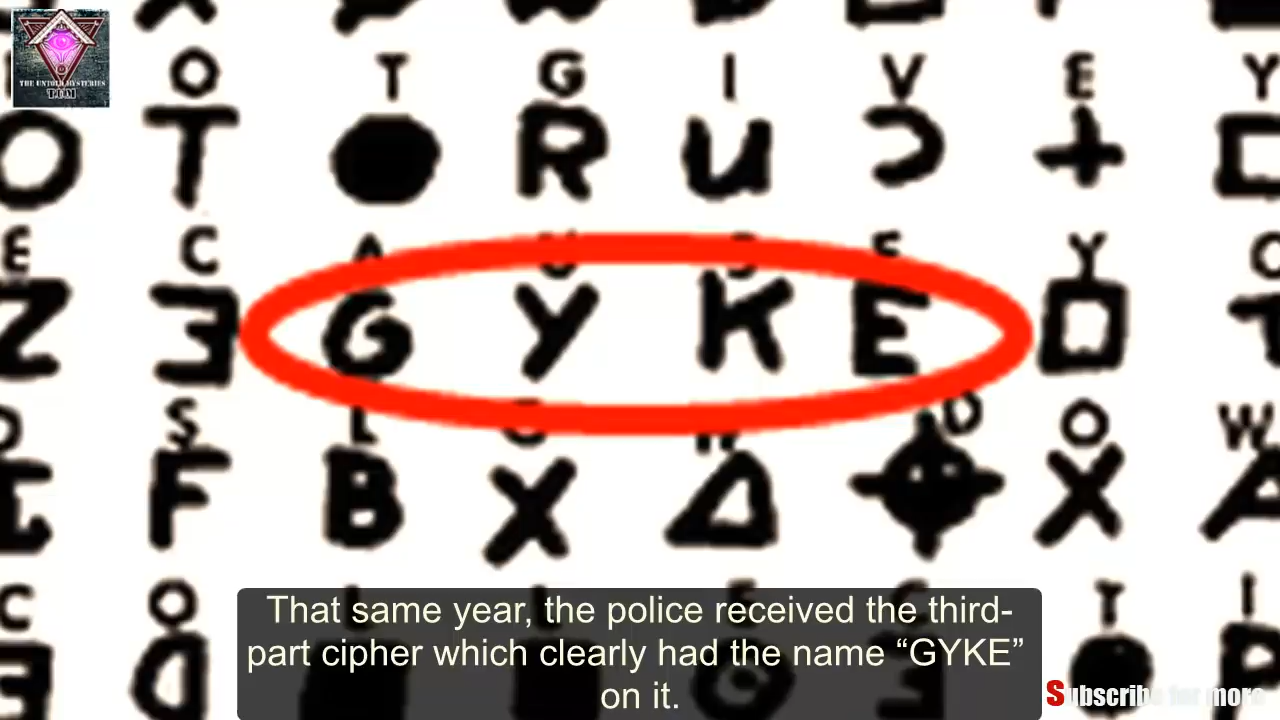 THE UNTOLD MYSTERIES
O T G I V E Y
O T R U
E C A E Y O
Z G Y K E
S L D O W
F B X Δ X
C O T I
That same year, the police received the third-
part cipher which clearly had the name “GYKE”
on it.
Subscribe for more